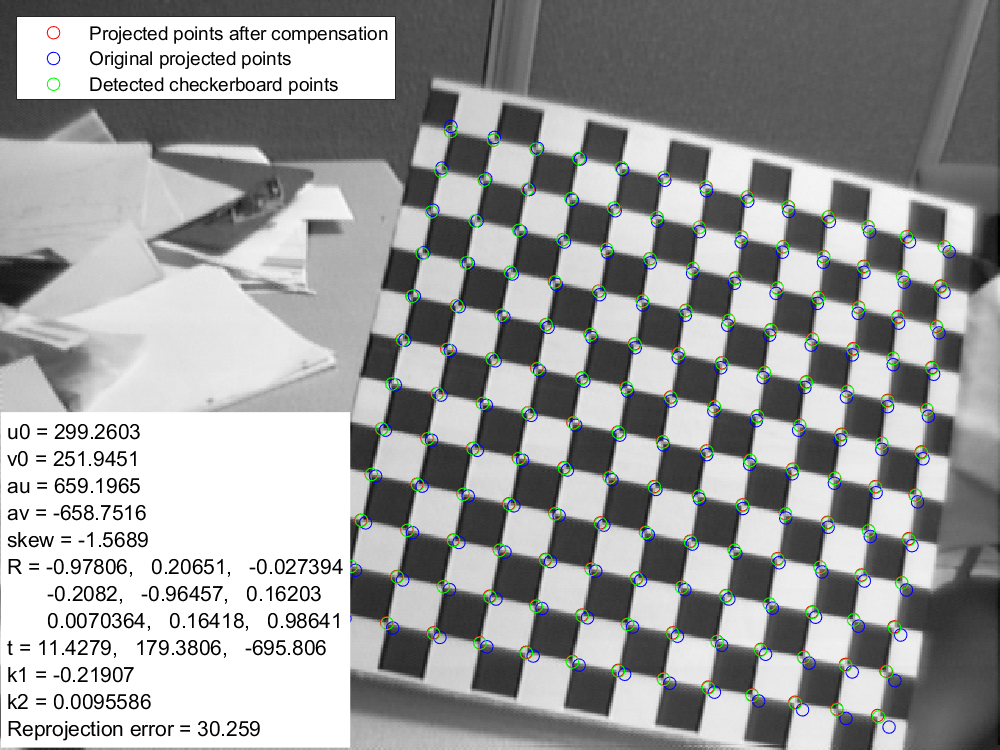 Projected points after compensation
Original projected points
Detected checkerboard points
u0 = 299.2603
v0 = 251.9451
au = 659.1965
av = -658.7516
skew = -1.5689
R = -0.97806, 0.20651, -0.027394
-0.2082, -0.96457, 0.16203
0.0070364, 0.16418, 0.98641
t = 11.4279, 179.3806, -695.806
k1 = -0.21907
k2 = 0.0095586
Reprojection error = 30.259